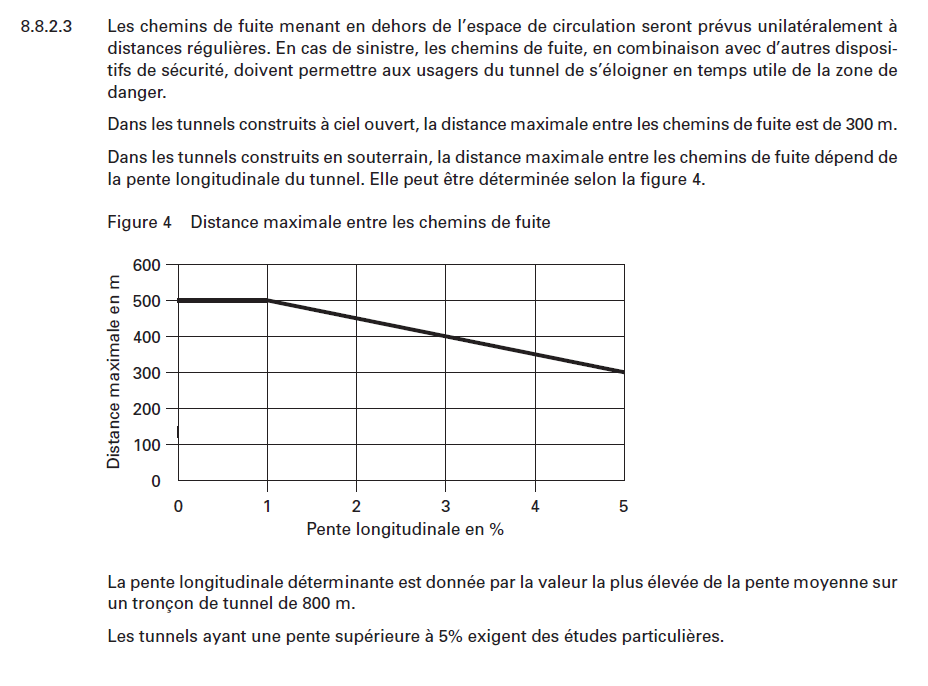 8.8.2.3 Les chemins de fuite menant en dehors de l’espace de circulation seront prévus unilatéralement à
distances régulières. En cas de sinistre, les chemins de fuite, en combinaison avec d’autres disposi-
tifs de sécurité, doivent permettre aux usagers du tunnel de s’éloigner en temps utile de la zone de
danger.
Dans les tunnels construits à ciel ouvert, la distance maximale entre les chemins de fuite est de 300 m.
Dans les tunnels construits en souterrain, la distance maximale entre les chemins de fuite dépend de
la pente longitudinale du tunnel. Elle peut être déterminée selon la figure 4.
Figure 4 Distance maximale entre les chemins de fuite
Distance maximale en m
600
500
400
300
200
100
0
0 1 2 3 4 5
Pente longitudinale en %
La pente longitudinale déterminante est donnée par la valeur la plus élevée de la pente moyenne sur
un tronçon de tunnel de 800 m.
Les tunnels ayant une pente supérieure à 5% exigent des études particulières.